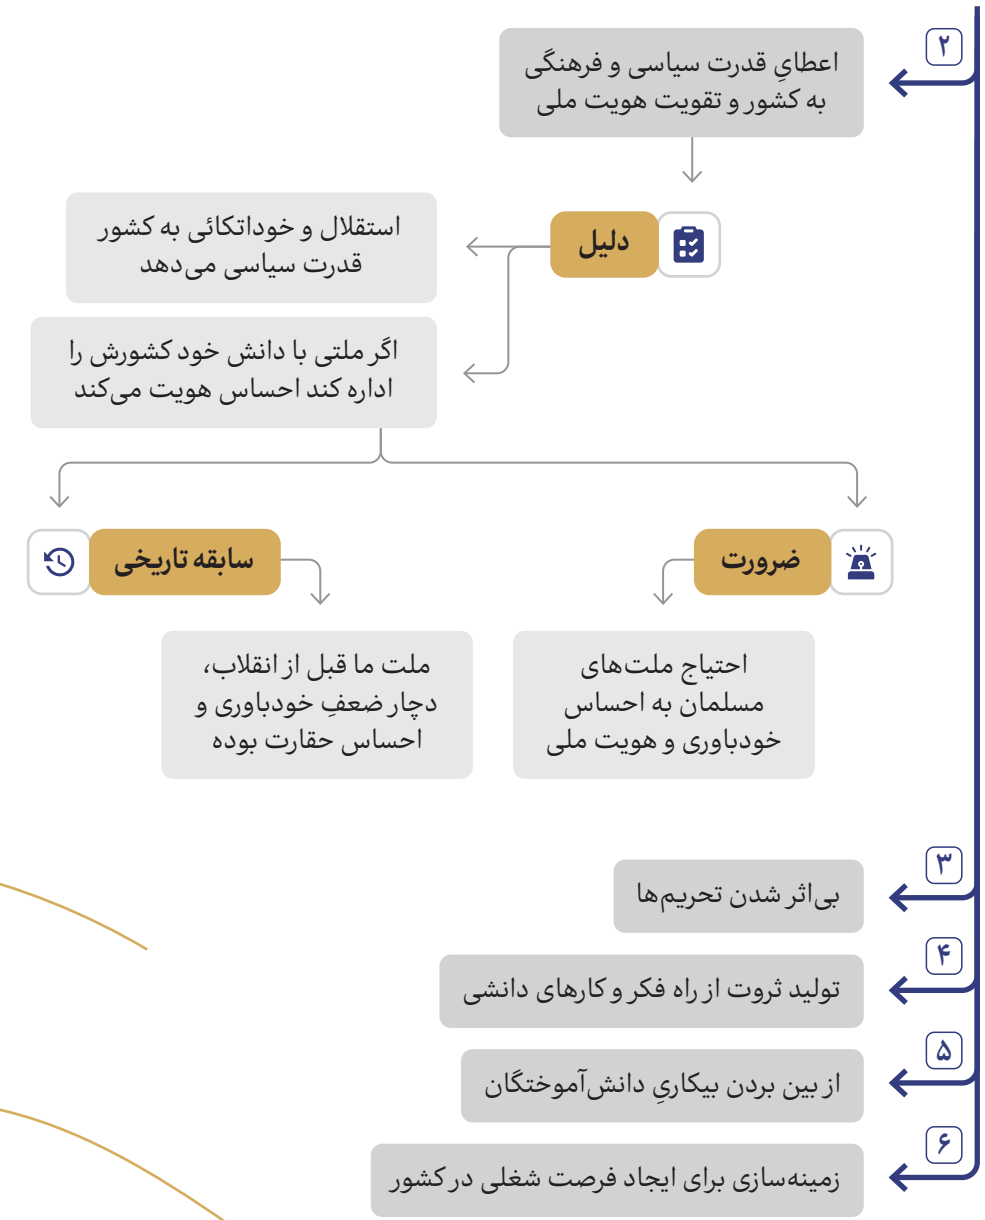 ۲
اعطایِ قدرت سیاسی و فرهنگی
به کشور و تقویت هویت ملی
دلیل
استقلال و خوداتکائی به کشور
قدرت سیاسی می‌دهد
اگر ملتی با دانش خود کشورش را
اداره کند احساس هویت می‌کند
ضرورت
احتیاج ملت‌های
مسلمان به احساس
خودباوری و هویت ملی
سابقه تاریخی
ملت ما قبل از انقلاب،
دچار ضعفِ خودباوری و
احساس حقارت بوده
۳
بی‌اثر شدن تحریم‌ها
۴
تولید ثروت از راه فکر و کارهای دانشی
۵
از بین بردن بیکاریِ دانش‌آموختگان
۶
زمینه‌سازی برای ایجاد فرصت شغلی در کشور